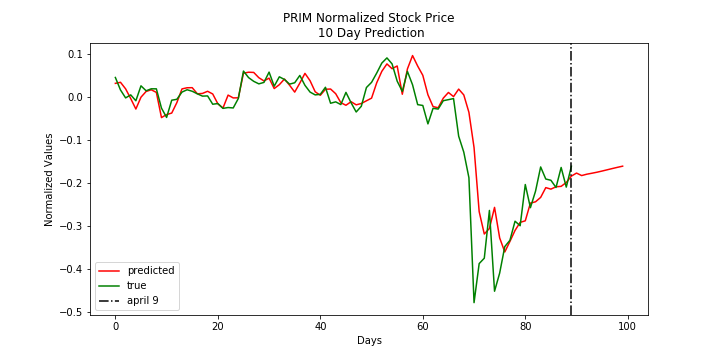 PRIM Normalized Stock Price
10 Day Prediction
Normalized Values
0.1
0.0
−0.1
−0.2
−0.3
−0.4
−0.5
predicted
true
april 9
0 20 40 60 80 100
Days